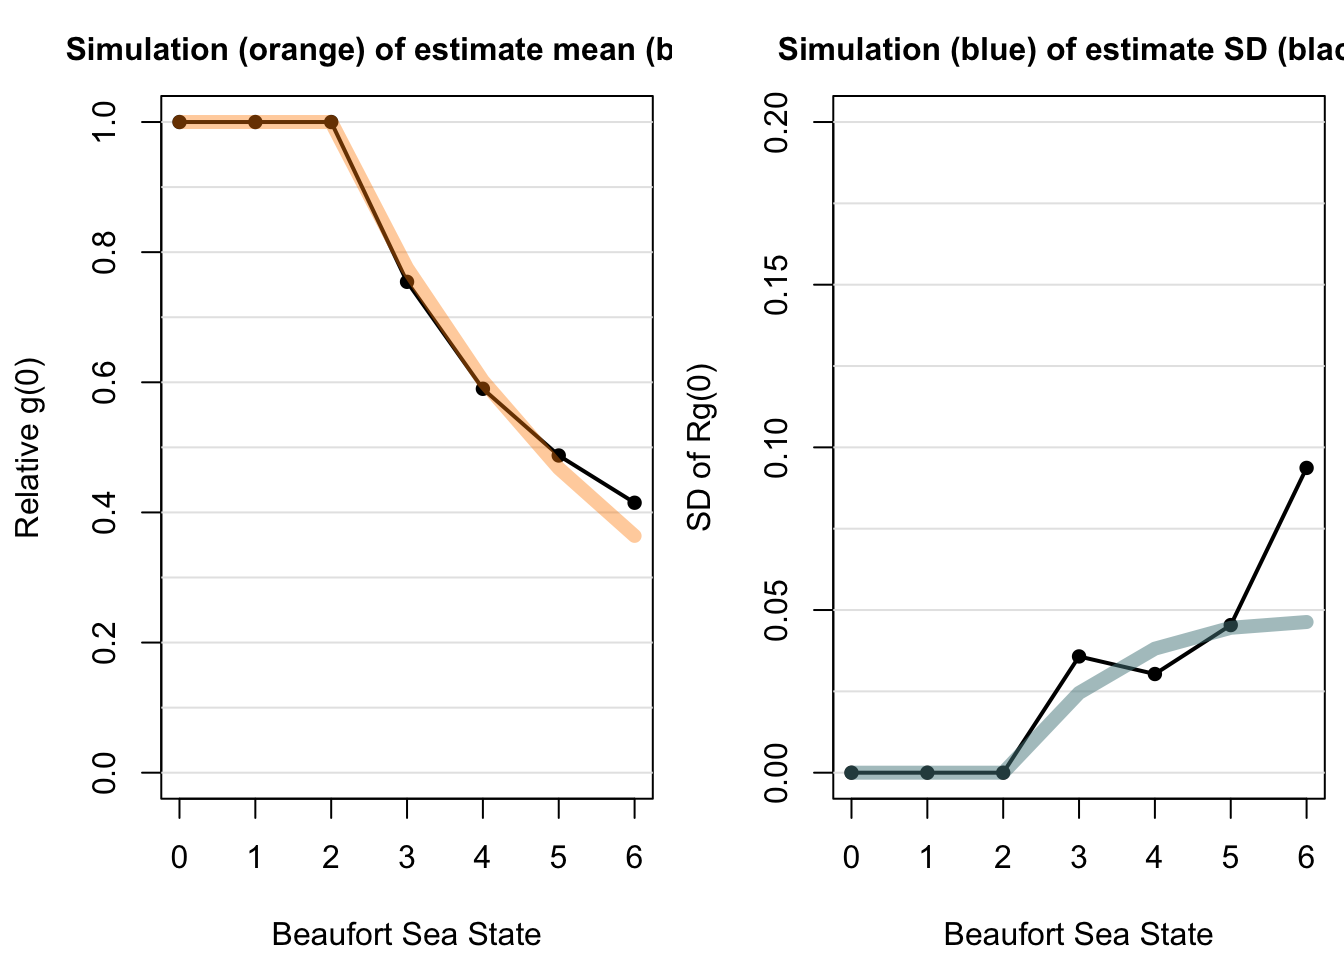 Simulation (orange) of estimate mean (b
1.0
0.8
0.6
0.4
0.2
0.0
Relative g(0)
0 1 2 3 4 5 6
Beaufort Sea State
Simulation (blue) of estimate SD (blac
0.20
0.15
0.10
0.05
0.00
SD of Rg(0)
0 1 2 3 4 5 6
Beaufort Sea State